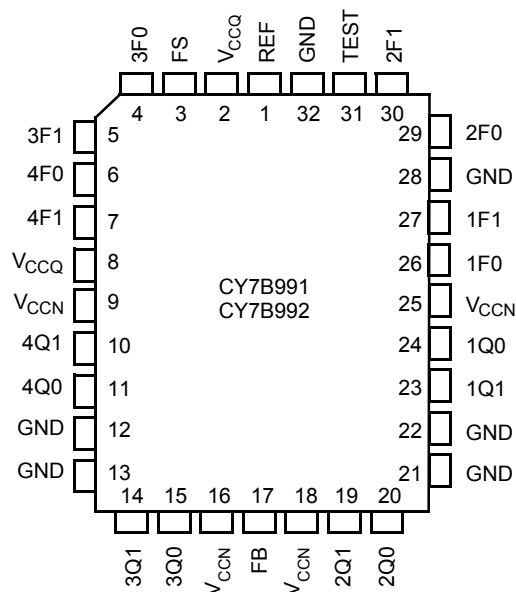 3F0 FS VCCQ REF GND TEST 2F1
4 3 2 1 32 31 30
3F1 5 29 2F0
4F0 6 28 GND
4F1 7 27 1F1
VCCQ 8 26 1F0
VCCN 9 25 VCCN
CY7B991
CY7B992
4Q1 10 24 1Q0
4Q0 11 23 1Q1
GND 12 22 GND
GND 13 21 GND
14 15 16 17 18 19 20
3Q1 3Q0 VCCN FB VCCN 2Q1 2Q0